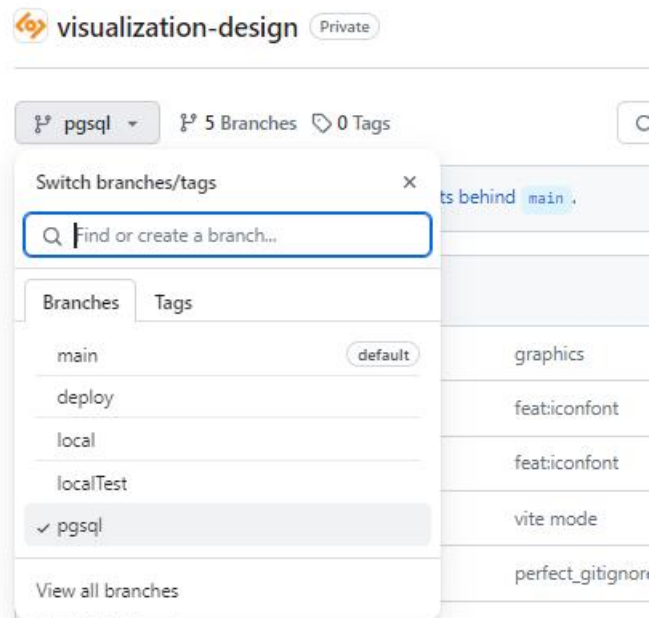 visualization-design Private
pgsql 5 Branches 0 Tags
Switch branches/tags
ts behind main .
Find or create a branch...
Branches Tags
main default
graphics
deploy
feat:iconfont
local
feat:iconfont
localTest
vite mode
pgsql
perfect_gitignore
View all branches